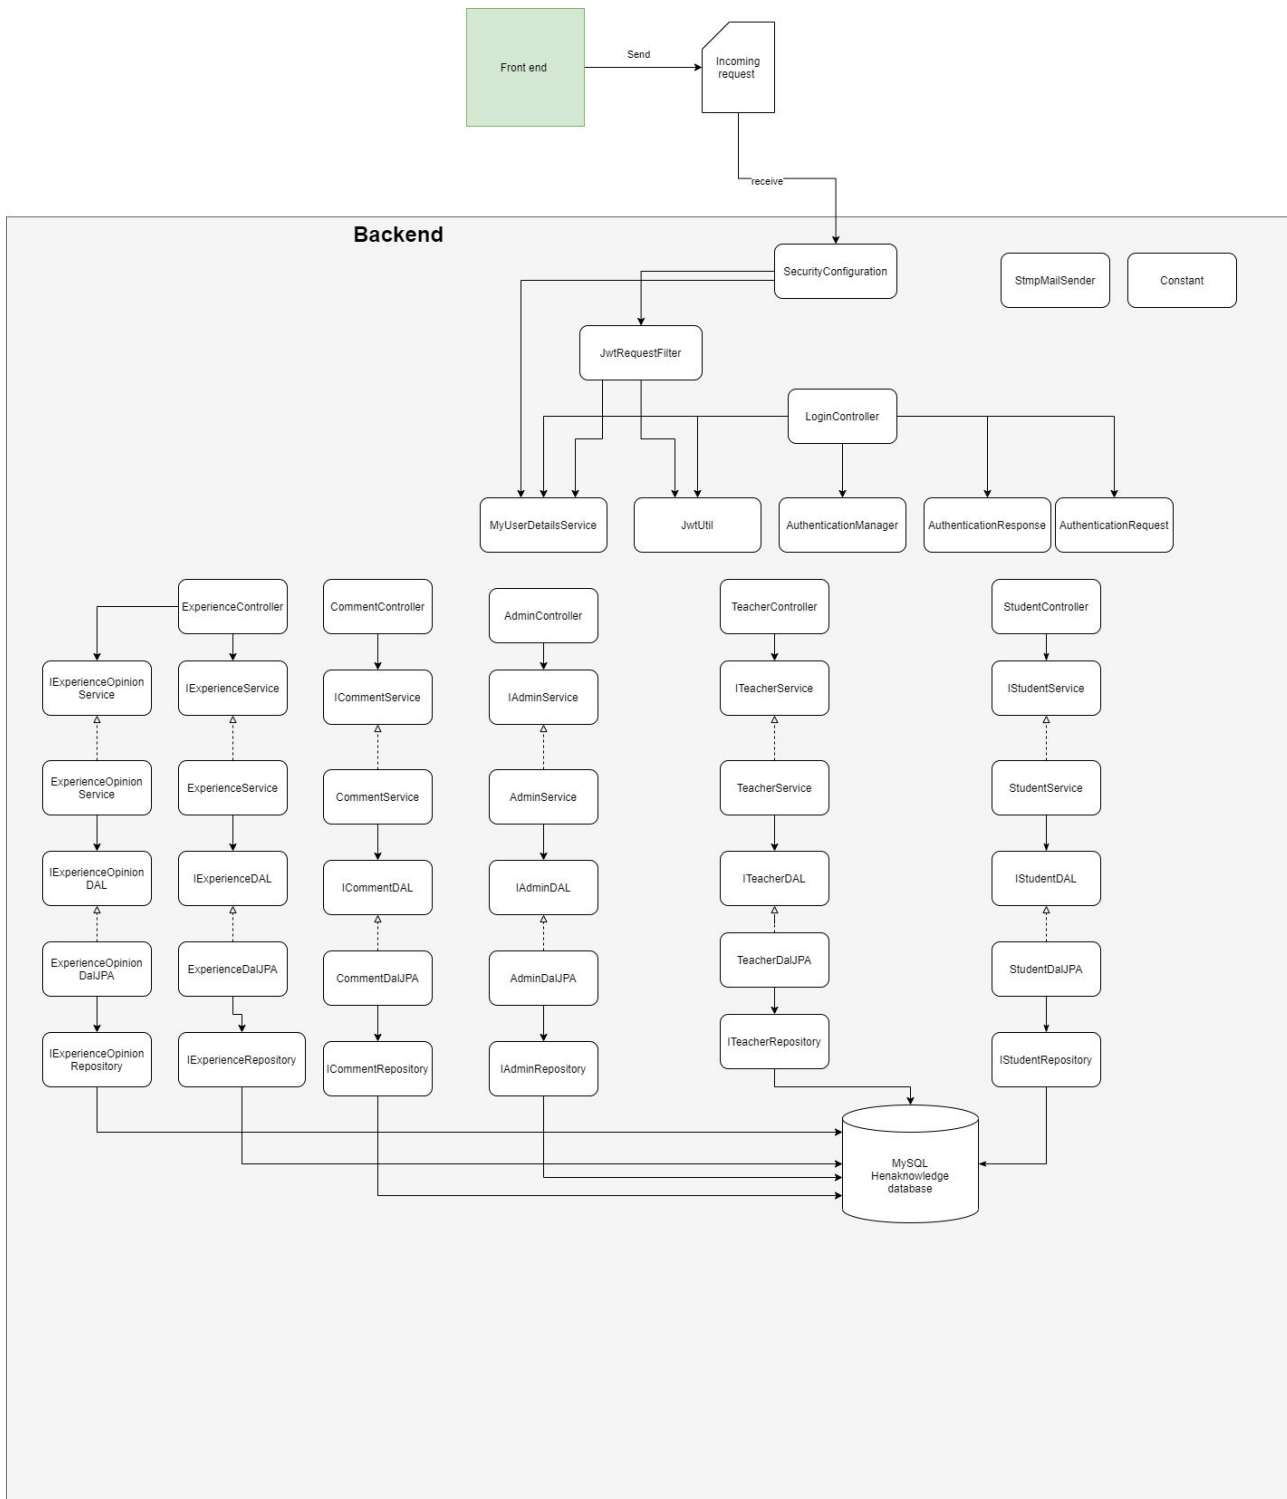 Front end
Send
Incoming
request
receive
Backend
SecurityConfiguration
StmpMailSender
Constant
JwtRequestFilter
LoginController
MyUserDetailsService
JwtUtil
AuthenticationManager
AuthenticationResponse
AuthenticationRequest
ExperienceController
CommentController
AdminController
TeacherController
StudentController
IExperienceOpinion
Service
IExperienceService
ICommentService
IAdminService
ITeacherService
IStudentService
ExperienceOpinion
Service
ExperienceService
CommentService
AdminService
TeacherService
StudentService
IExperienceOpinion
DAL
IExperienceDAL
ICommentDAL
IAdminDAL
ITeacherDAL
IStudentDAL
ExperienceOpinion
DalJPA
ExperienceDalJPA
CommentDalJPA
AdminDalJPA
TeacherDalJPA
StudentDalJPA
IExperienceOpinion
Repository
IExperienceRepository
ICommentRepository
IAdminRepository
ITeacherRepository
IStudentRepository
MySQL
Henaknowledge
database